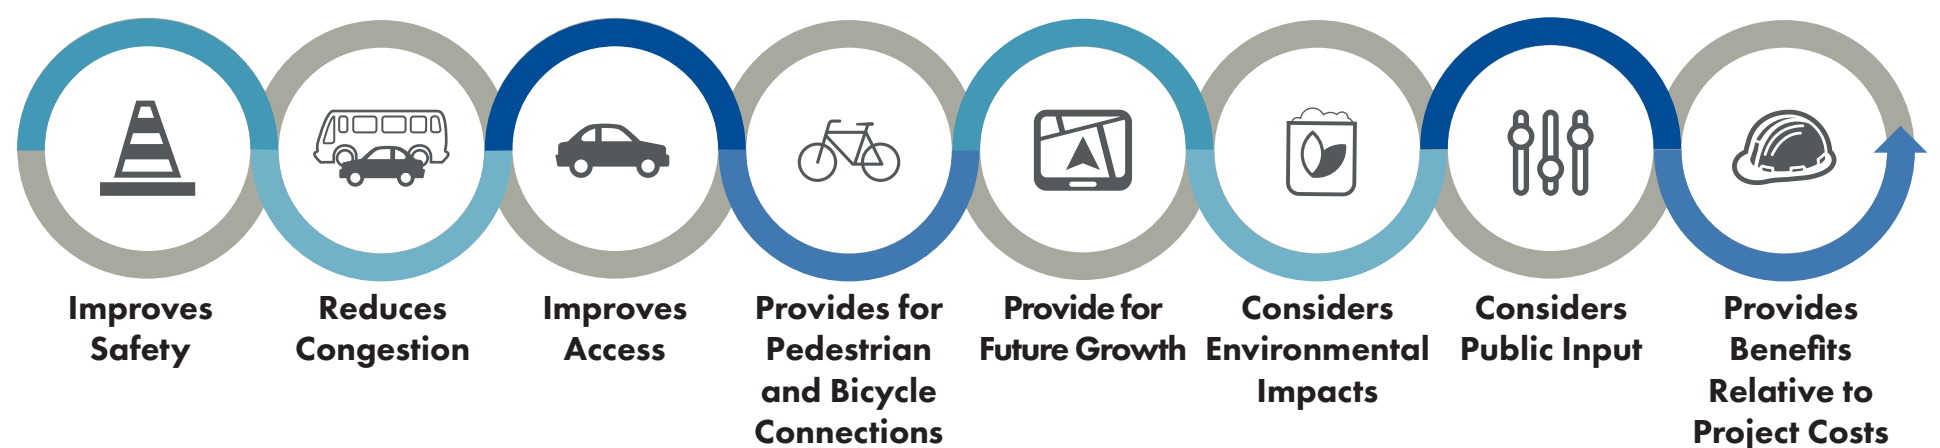 Improves
Safety
Reduces
Congestion
Improves
Access
Provides for
Pedestrian
and Bicycle
Connections
Provide for
Future Growth
Considers
Environmental
Impacts
Considers
Public Input
Provides
Benefits
Relative to
Project Costs